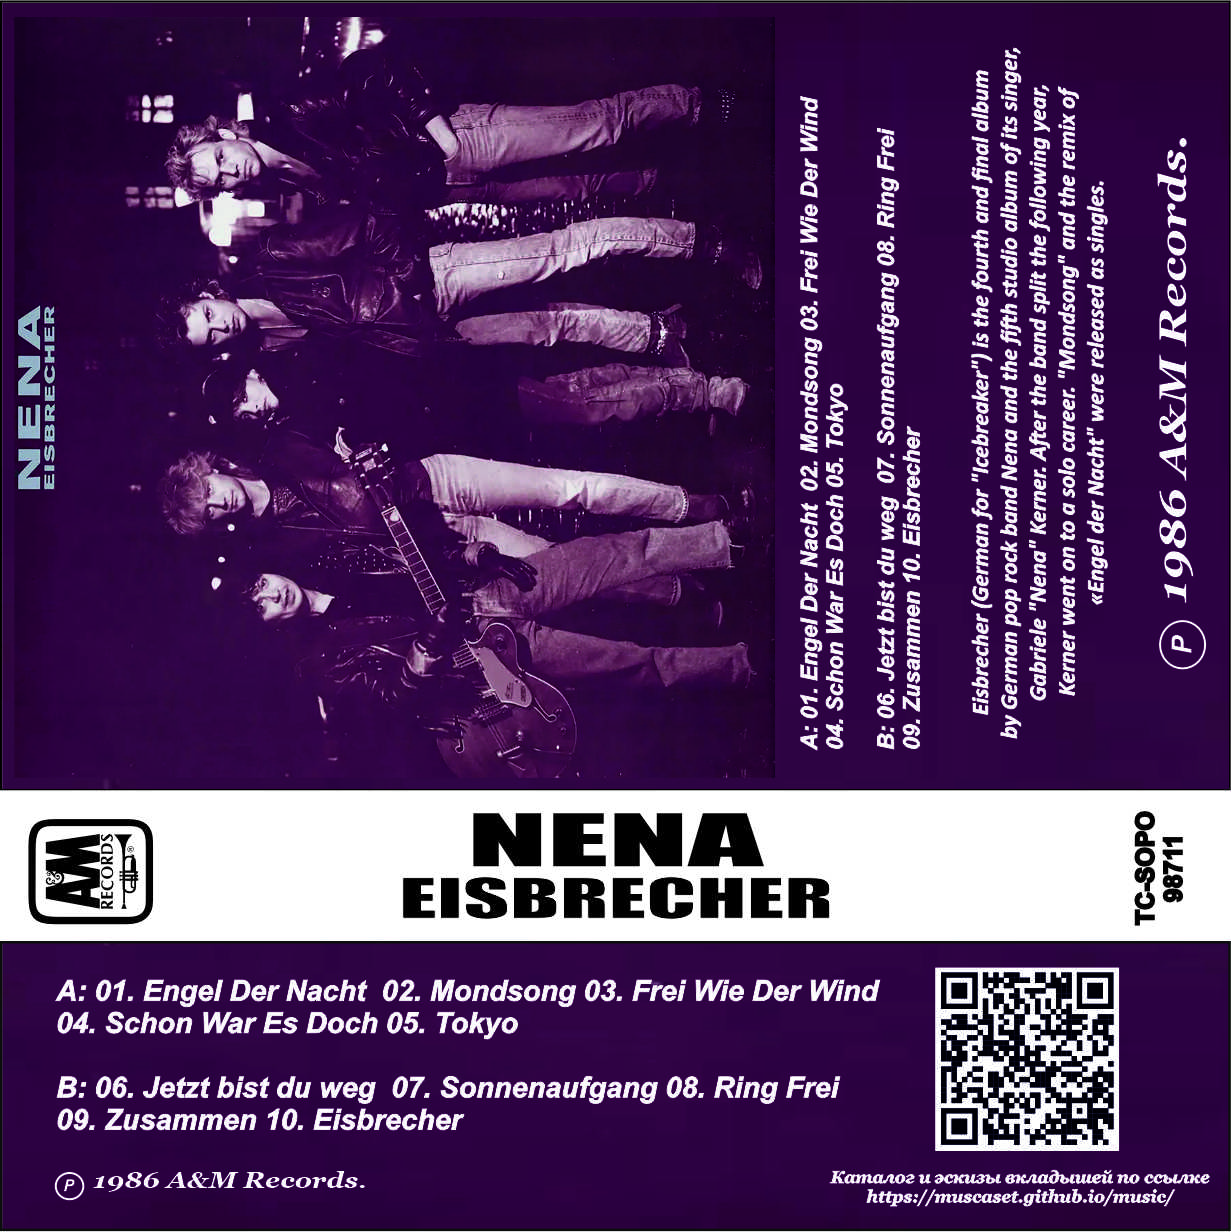 NENA
EISBRECHER
A: 01. Engel Der Nacht 02. Mondsong 03. Frei Wie Der Wind
04. Schon War Es Doch 05. Tokyo
B: 06. Jetzt bist du weg 07. Sonnenaufgang 08. Ring Frei
09. Zusammen 10. Eisbrecher
Eisbrecher (German for "Icebreaker") is the fourth and final album
by German pop rock band Nena and the fifth studio album of its singer,
Gabriele "Nena" Kerner. After the band split the following year,
Kerner went on to a solo career. "Mondsong" and the remix of
«Engel der Nacht" were released as singles.
Ⓟ 1986 A&M Records.
A&M
RECORDS
®
NENA
EISBRECHER
TC-SOPO
98711
A: 01. Engel Der Nacht 02. Mondsong 03. Frei Wie Der Wind
04. Schon War Es Doch 05. Tokyo
B: 06. Jetzt bist du weg 07. Sonnenaufgang 08. Ring Frei
09. Zusammen 10. Eisbrecher
Ⓟ 1986 A&M Records.
Каталог и эскизы вкладышей по ссылке
https://muscaset.github.io/music/